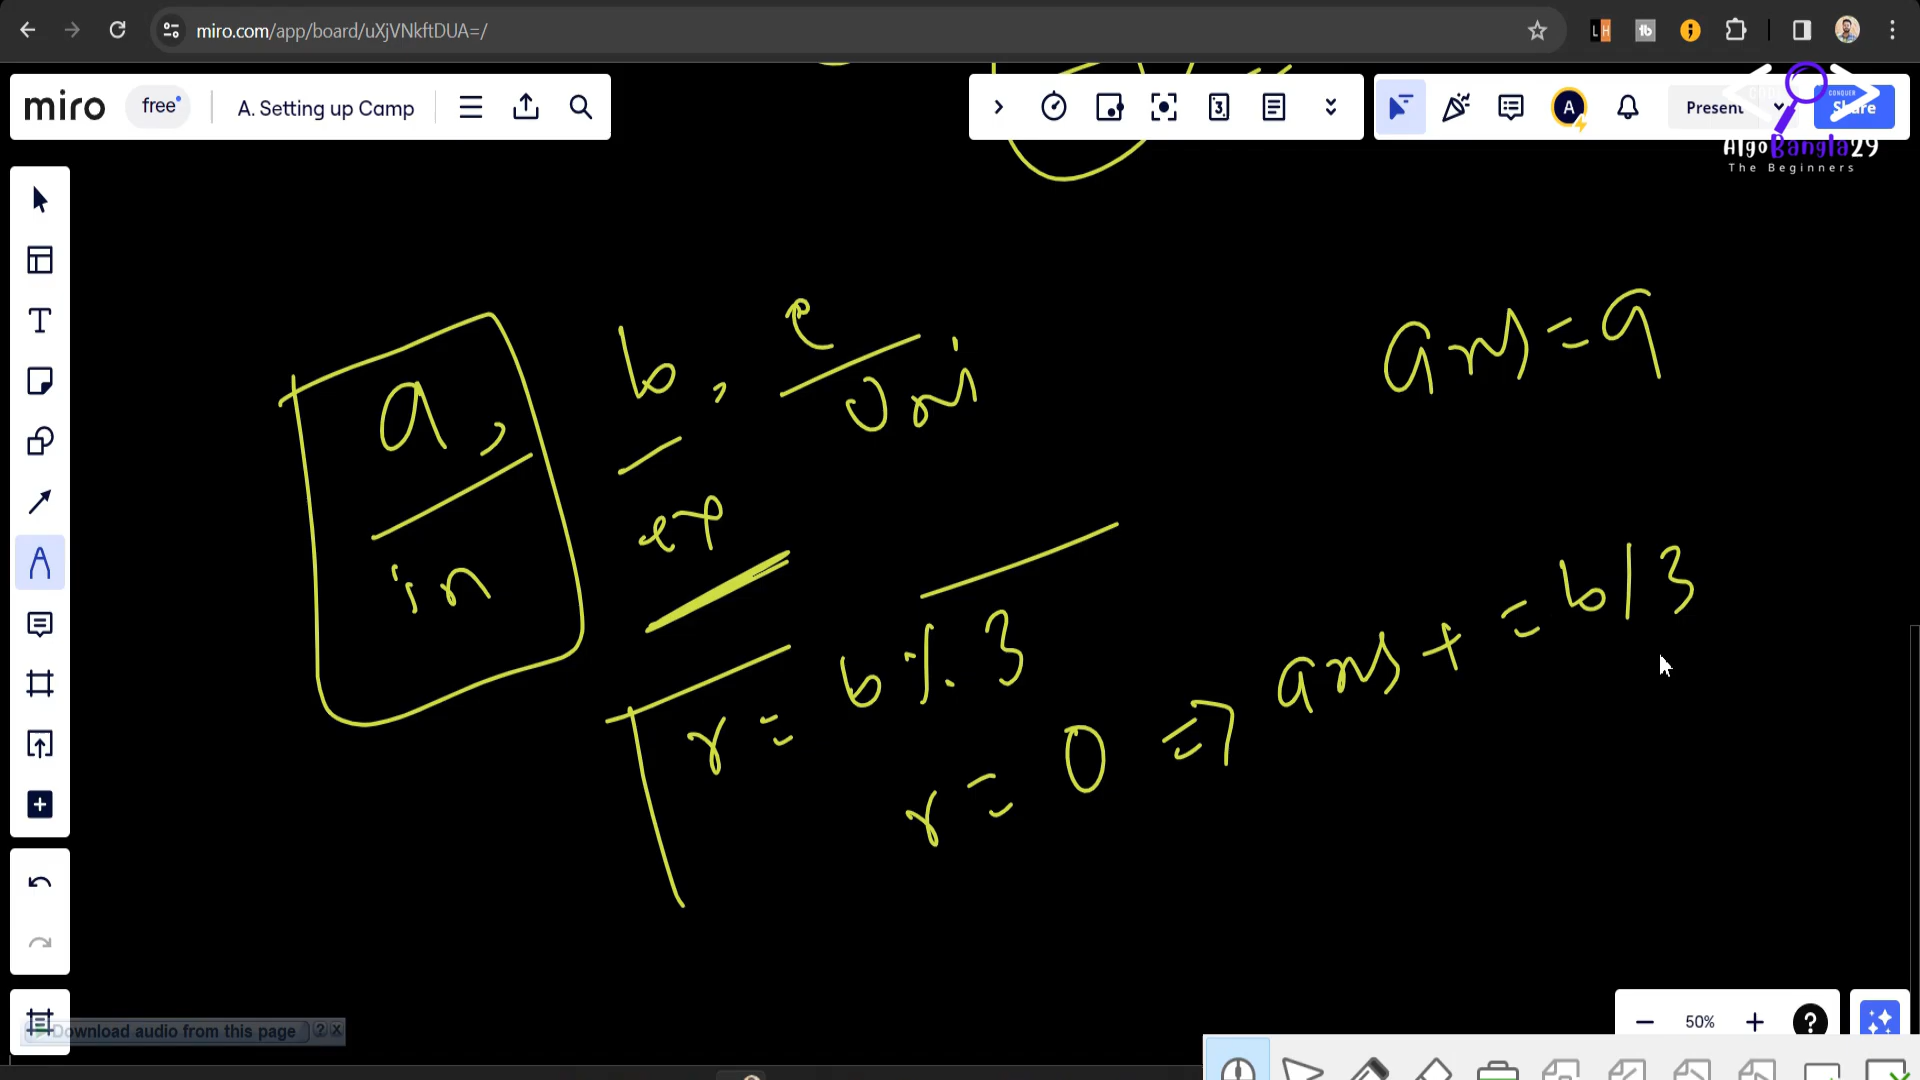 miro.com/app/board/uXjVNkftDUA=/
miro free A. Setting up Camp
Present
Share
CONQUER
AlgoBangla29
The Beginners
a, b, c
in ex uni
ans = a
r = b % 3
r = 0 => ans + = b / 3
Download audio from this page
50%